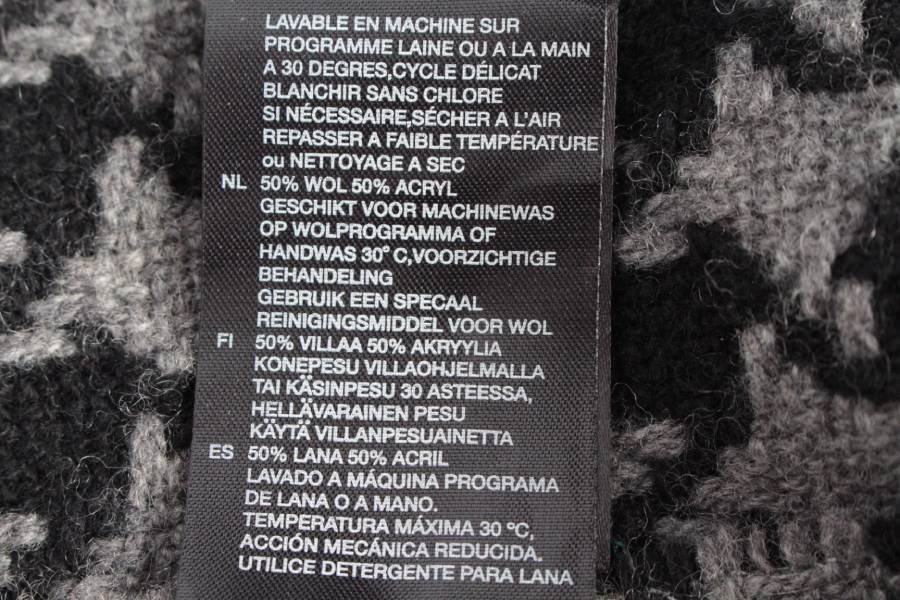 LAVABLE EN MACHINE SUR
PROGRAMME LAINE OU A LA MAIN
A 30 DEGRES,CYCLE DÉLICAT
BLANCHIR SANS CHLORE
SI NÉCESSAIRE,SÉCHER A L'AIR
REPASSER A FAIBLE TEMPÉRATURE
ou NETTOYAGE A SEC
NL 50% WOL 50% ACRYL
GESCHIKT VOOR MACHINEWAS
OP WOLPROGRAMMA OF
HANDWAS 30° C,VOORZICHTIGE
BEHANDELING
GEBRUIK EEN SPECAAL
REINIGINGSMIDDEL VOOR WOL
FI 50% VILLAA 50% AKRYYLIA
KONEPESU VILLAOHJELMALLA
TAI KÄSINPESU 30 ASTEESSA,
HELLÄVARAINEN PESU
KÄYTÄ VILLANPESUAINETTA
ES 50% LANA 50% ACRIL
LAVADO A MÁQUINA PROGRAMA
DE LANA O A MANO.
TEMPERATURA MÁXIMA 30 ºC,
ACCIÓN MECÁNICA REDUCIDA.
UTILICE DETERGENTE PARA LANA